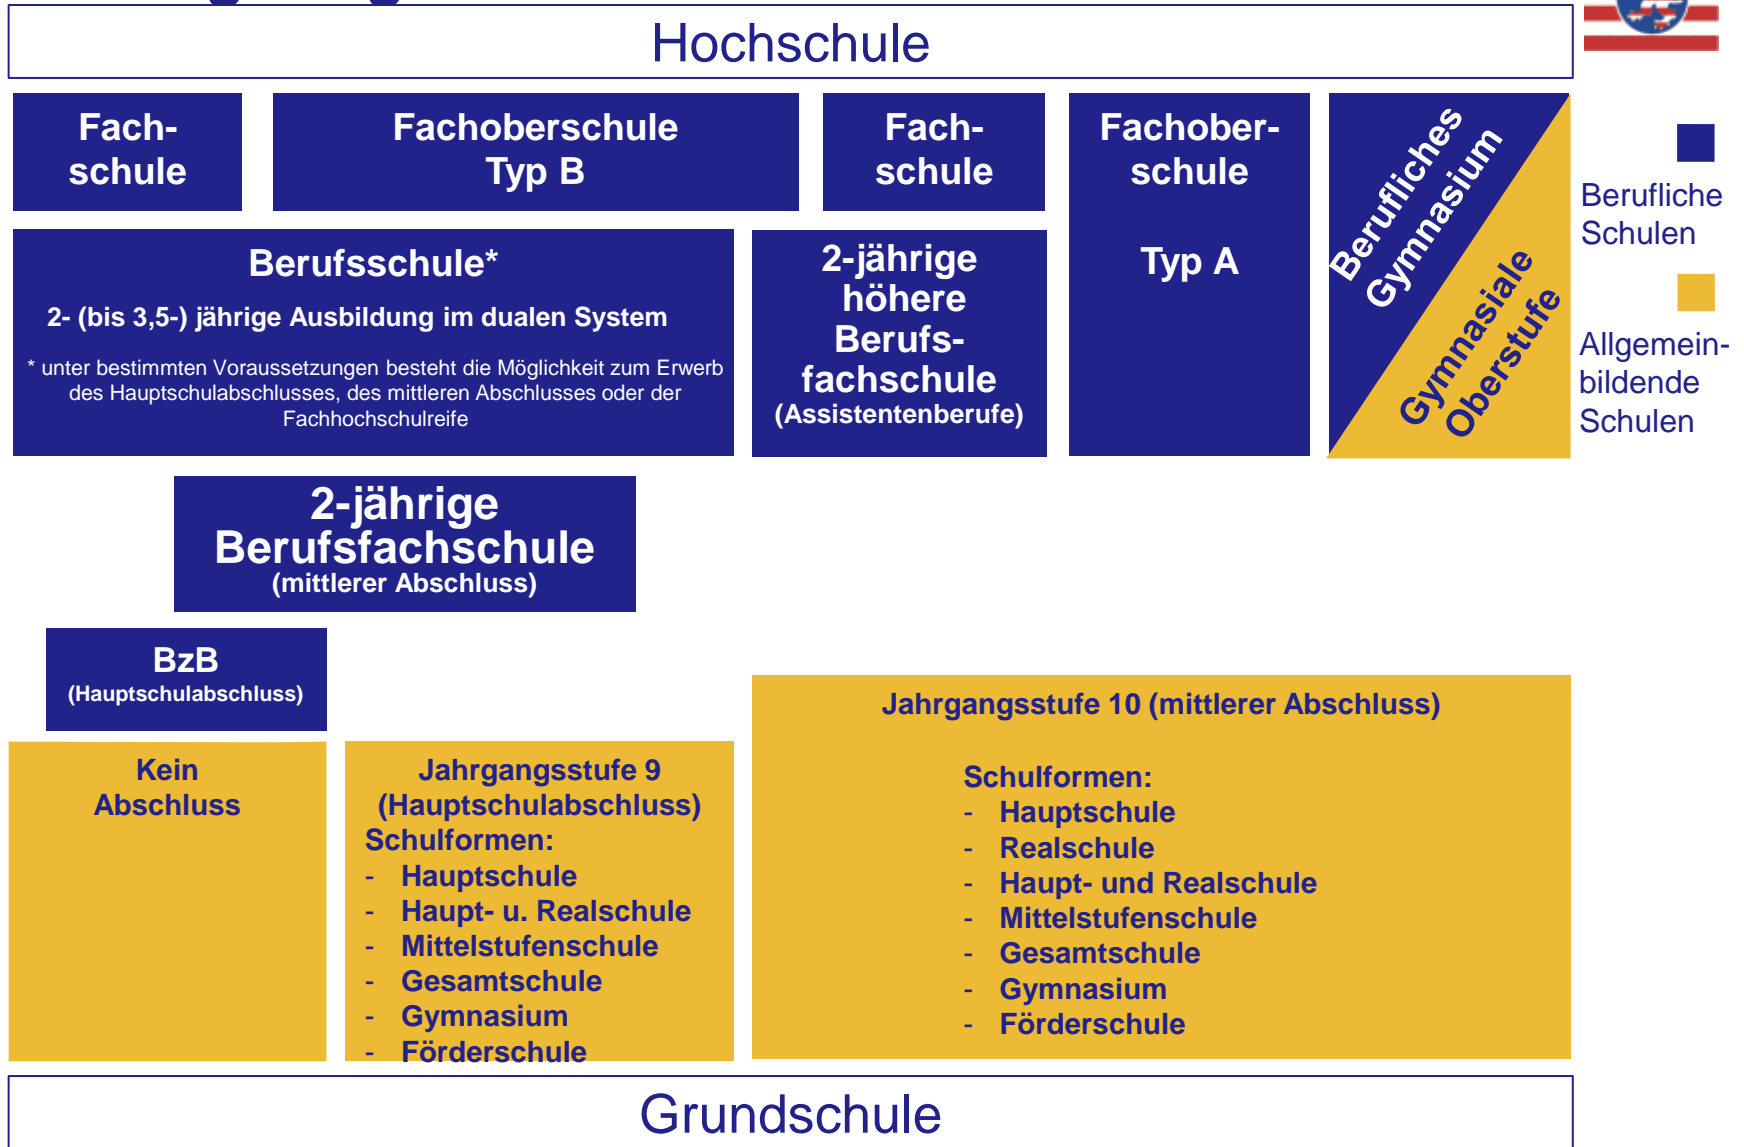 Hochschule
Fach-
schule
Fachoberschule
Typ B
Fach-
schule
Fachober-
schule
Typ A
Berufliches
Gymnasium
Gymnasiale
Oberstufe
Berufliche
Schulen
Allgemein-
bildende
Schulen
Berufsschule*
2- (bis 3,5-) jährige Ausbildung im dualen System
* unter bestimmten Voraussetzungen besteht die Möglichkeit zum Erwerb
des Hauptschulabschlusses, des mittleren Abschlusses oder der
Fachhochschulreife
2-jährige
höhere
Berufs-
fachschule
(Assistentenberufe)
2-jährige
Berufsfachschule
(mittlerer Abschluss)
BzB
(Hauptschulabschluss)
Kein
Abschluss
Jahrgangsstufe 9
(Hauptschulabschluss)
Schulformen:
- Hauptschule
- Haupt- u. Realschule
- Mittelstufenschule
- Gesamtschule
- Gymnasium
- Förderschule
Jahrgangsstufe 10 (mittlerer Abschluss)
Schulformen:
- Hauptschule
- Realschule
- Haupt- und Realschule
- Mittelstufenschule
- Gesamtschule
- Gymnasium
- Förderschule
Grundschule